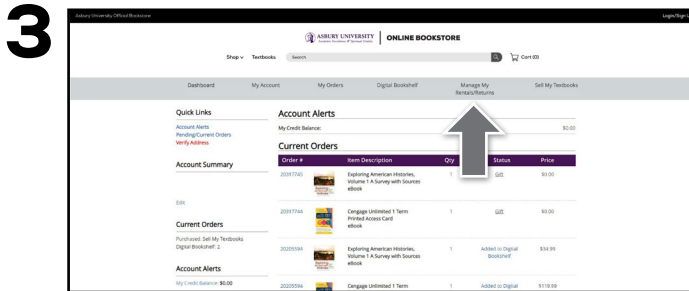 3
Asbury University Official Bookstore
Login/Sign U
ASBURY UNIVERSITY
Academic Excellence & Spiritual Vitality
ONLINE BOOKSTORE
Shop Textbooks Search Cart (0)
Dashboard My Account My Orders Digital Bookshelf Manage My Rentals/Returns Sell My Textbooks
Quick Links
Account Alerts
Pending/Current Orders
Verify Address
Account Summary
Edit
Current Orders
Purchased: Sell My Textbooks
Digital Bookshelf: 2
Account Alerts
My Credit Balance: $0.00
Account Alerts
My Credit Balance: $0.00
Current Orders
Order # Item Description Qty Status Price
20317745 Exploring American Histories, Volume 1 A Survey with Sources eBook 1 Gift $0.00
20317744 Cengage Unlimited 1 Term Printed Access Card eBook 1 Gift $0.00
20205594 Exploring American Histories, Volume 1 A Survey with Sources eBook 1 Added to Digital Bookshelf $34.99
20205594 Cengage Unlimited 1 Term 1 Added to Digital $119.99